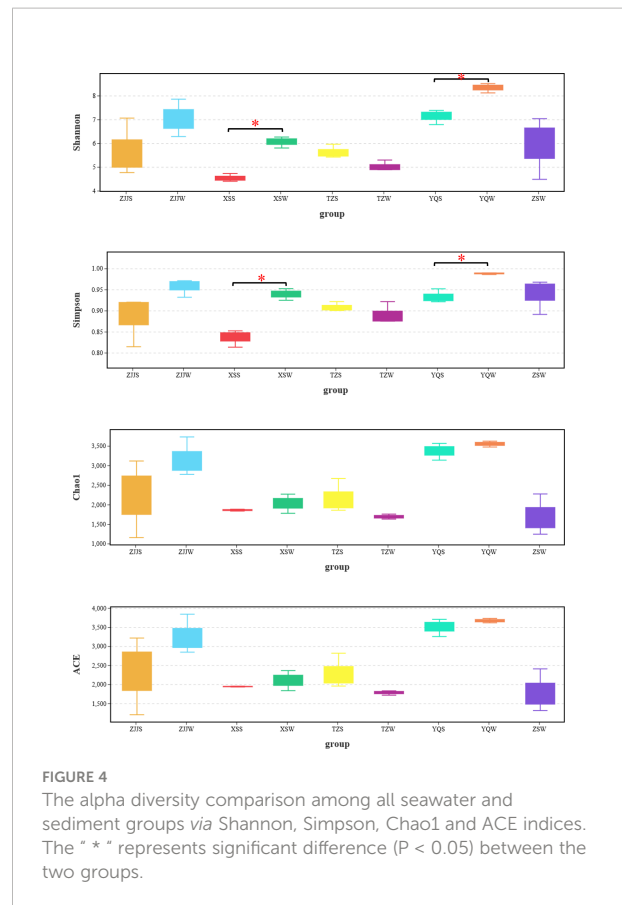 *
*
8
7
6
5
4
Shannon
ZJJS ZJJW XSS XSW TZS TZW YQS YQW ZSW
group
*
*
1.00
0.95
0.90
0.85
0.80
Simpson
ZJJS ZJJW XSS XSW TZS TZW YQS YQW ZSW
group
3,500
3,000
2,500
2,000
1,500
1,000
Chao1
ZJJS ZJJW XSS XSW TZS TZW YQS YQW ZSW
group
4,000
3,500
3,000
2,500
2,000
1,500
ACE
ZJJS ZJJW XSS XSW TZS TZW YQS YQW ZSW
group
FIGURE 4
The alpha diversity comparison among all seawater and
sediment groups via Shannon, Simpson, Chao1 and ACE indices.
The “ * “ represents significant difference (P < 0.05) between the
two groups.